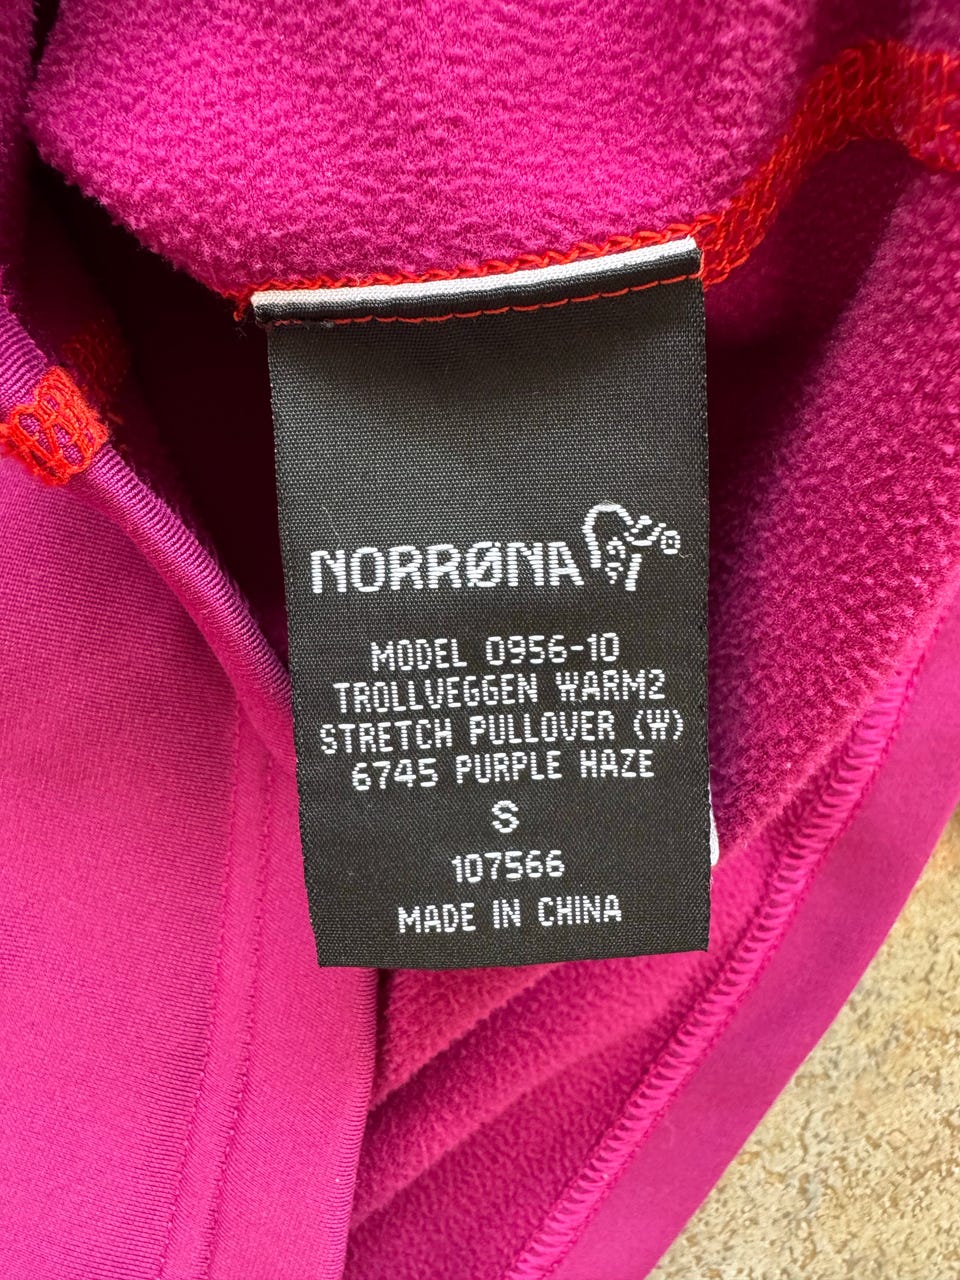 NORRØNA
MODEL 0956-10
TROLLVEGGEN WARM2
STRETCH PULLOVER (W)
6745 PURPLE HAZE
S
107566
MADE IN CHINA